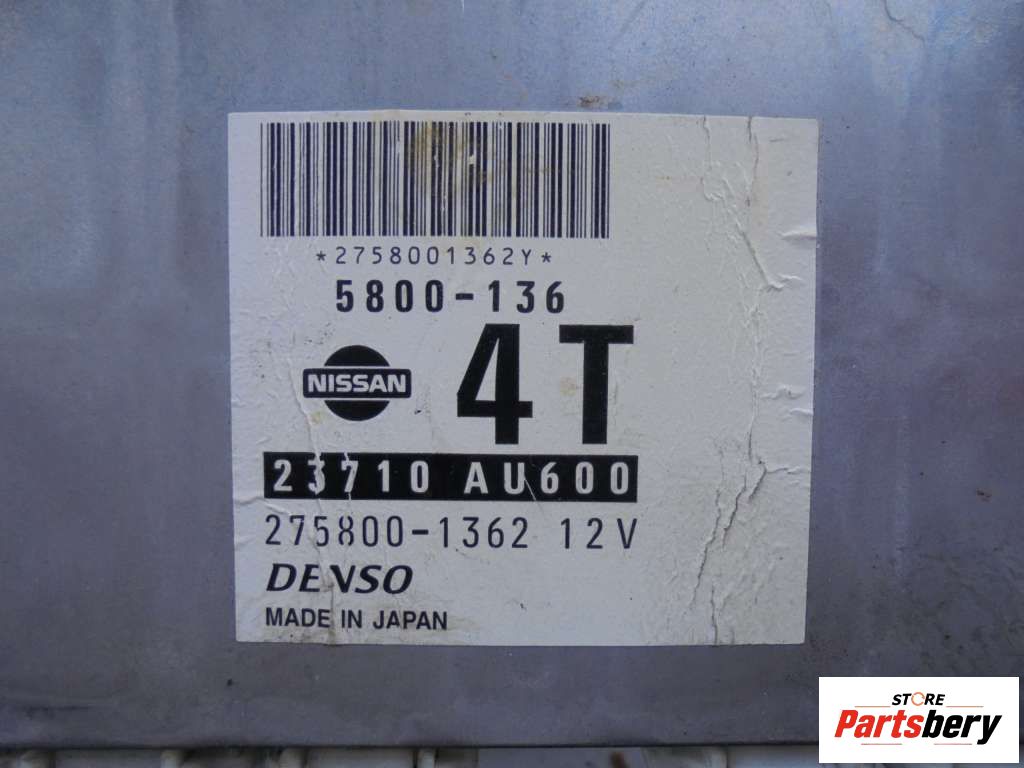 *2758001362Y*
5800-136
NISSAN
4T
23710 AU600
275800-1362 12V
DENSO
MADE IN JAPAN
STORE
Partsbery